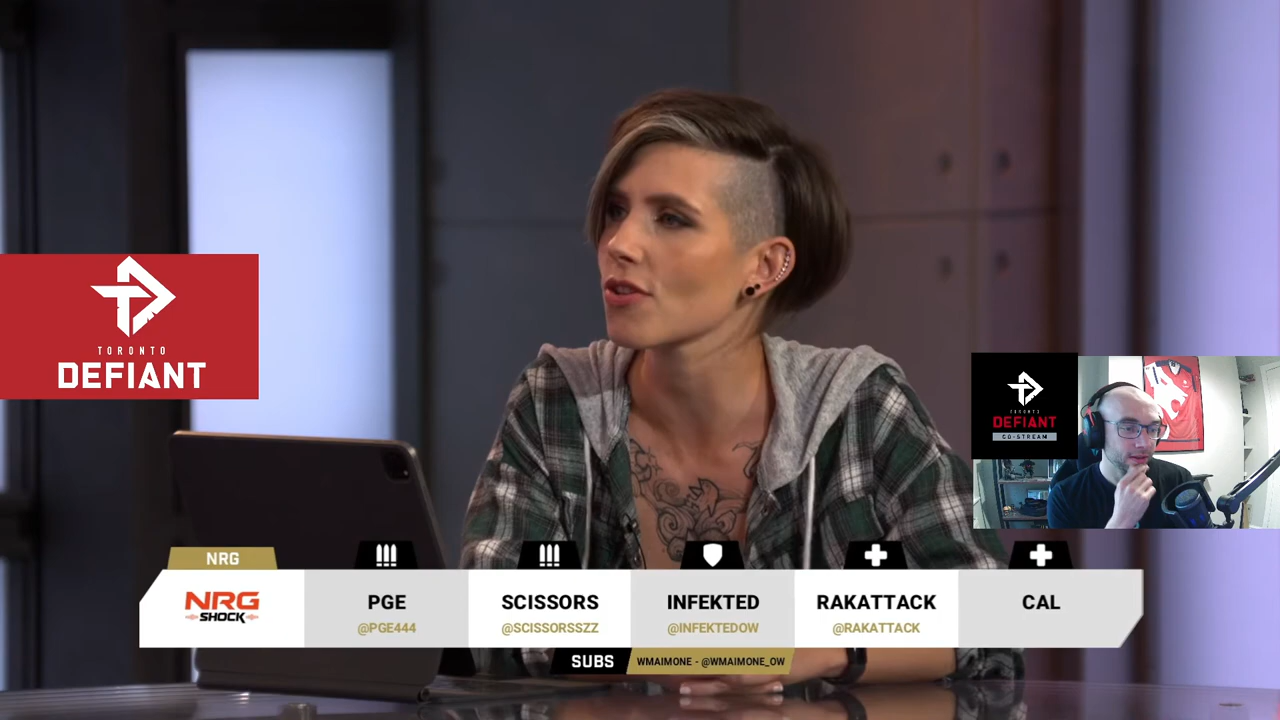 TORONTO
DEFIANT
TORONTO
DEFIANT
CO-STREAM
NRG
NRG
SHOCK
PGE
@PGE444
SCISSORS
@SCISSORSSZZ
INFEKTED
@INFEKTEDOW
RAKATTACK
@RAKATTACK
CAL
SUBS
WMAIMONE - @WMAIMONE_OW